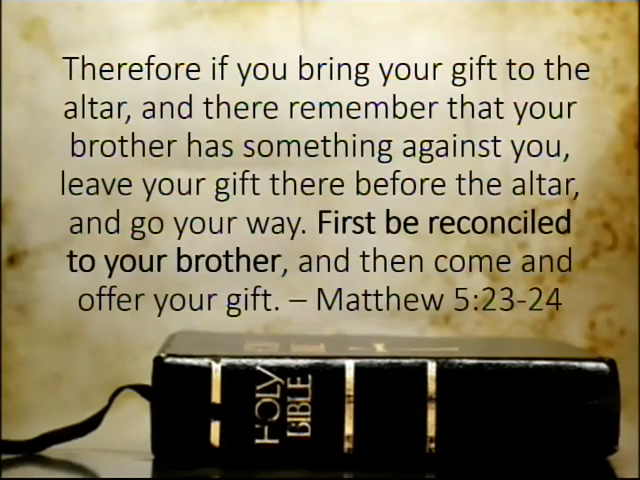 Therefore if you bring your gift to the
altar, and there remember that your
brother has something against you,
leave your gift there before the altar,
and go your way. First be reconciled
to your brother, and then come and
offer your gift. – Matthew 5:23-24
HOLY
BIBLE